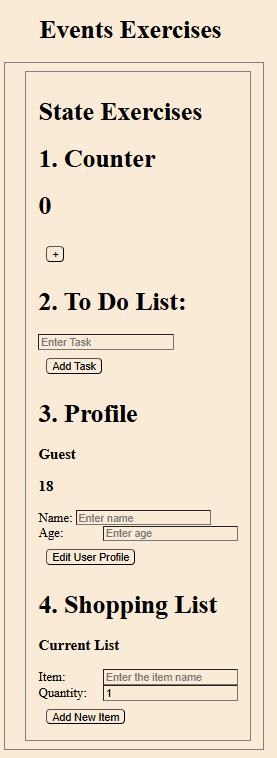 Events Exercises
State Exercises
1. Counter
0
+
2. To Do List:
Enter Task
Add Task
3. Profile
Guest
18
Name: Enter name
Age: Enter age
Edit User Profile
4. Shopping List
Current List
Item: Enter the item name
Quantity: 1
Add New Item